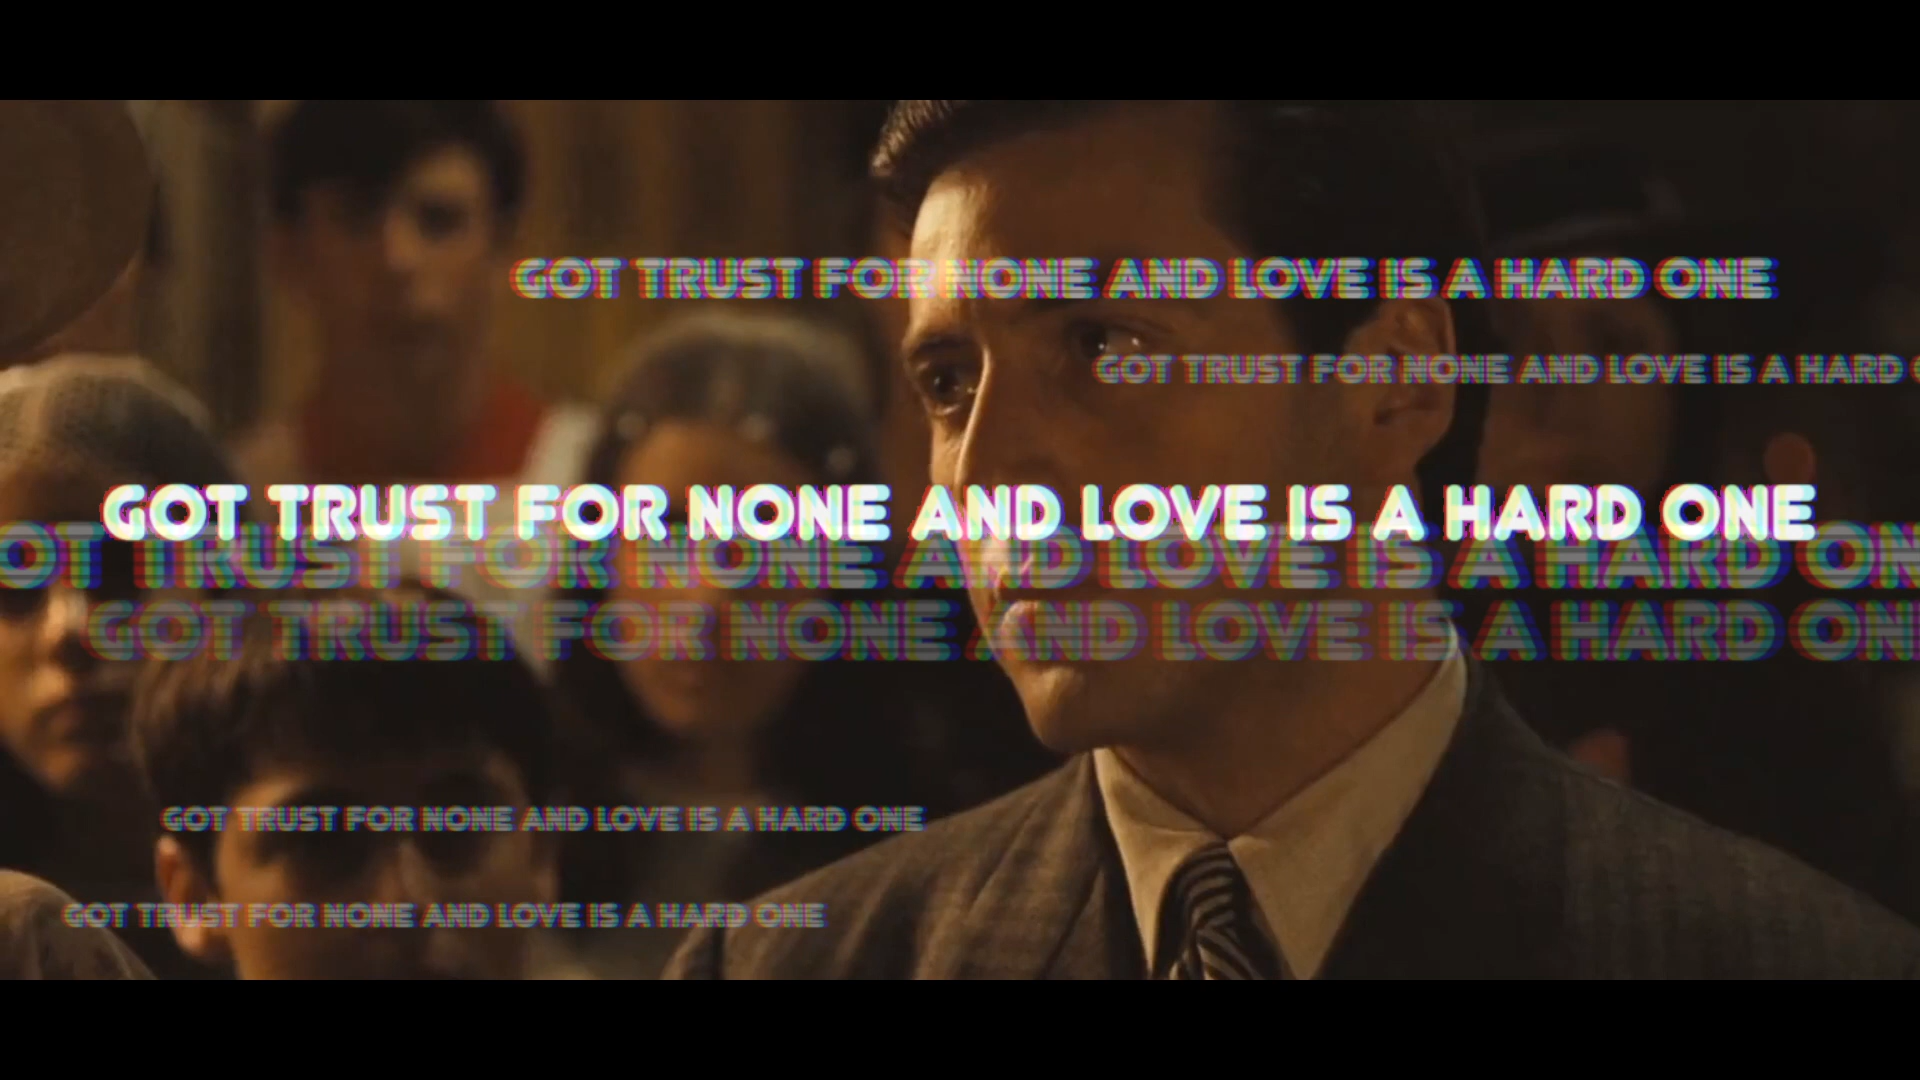 GOT TRUST FOR NONE AND LOVE IS A HARD ONE
GOT TRUST FOR NONE AND LOVE IS A HARD
GOT TRUST FOR NONE AND LOVE IS A HARD ONE
OT TRUST FOR NONE AND LOVE IS A HARD ON
GOT TRUST FOR NONE AND LOVE IS A HARD ON
GOT TRUST FOR NONE AND LOVE IS A HARD ONE
GOT TRUST FOR NONE AND LOVE IS A HARD ONE